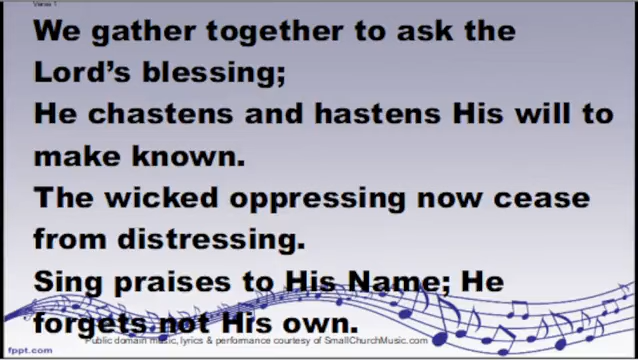 Verse 1
We gather together to ask the
Lord’s blessing;
He chastens and hastens His will to
make known.
The wicked oppressing now cease
from distressing.
Sing praises to His Name; He
forgets not His own.
Public domain music, lyrics & performance courtesy of SmallChurchMusic.com
fppt.com